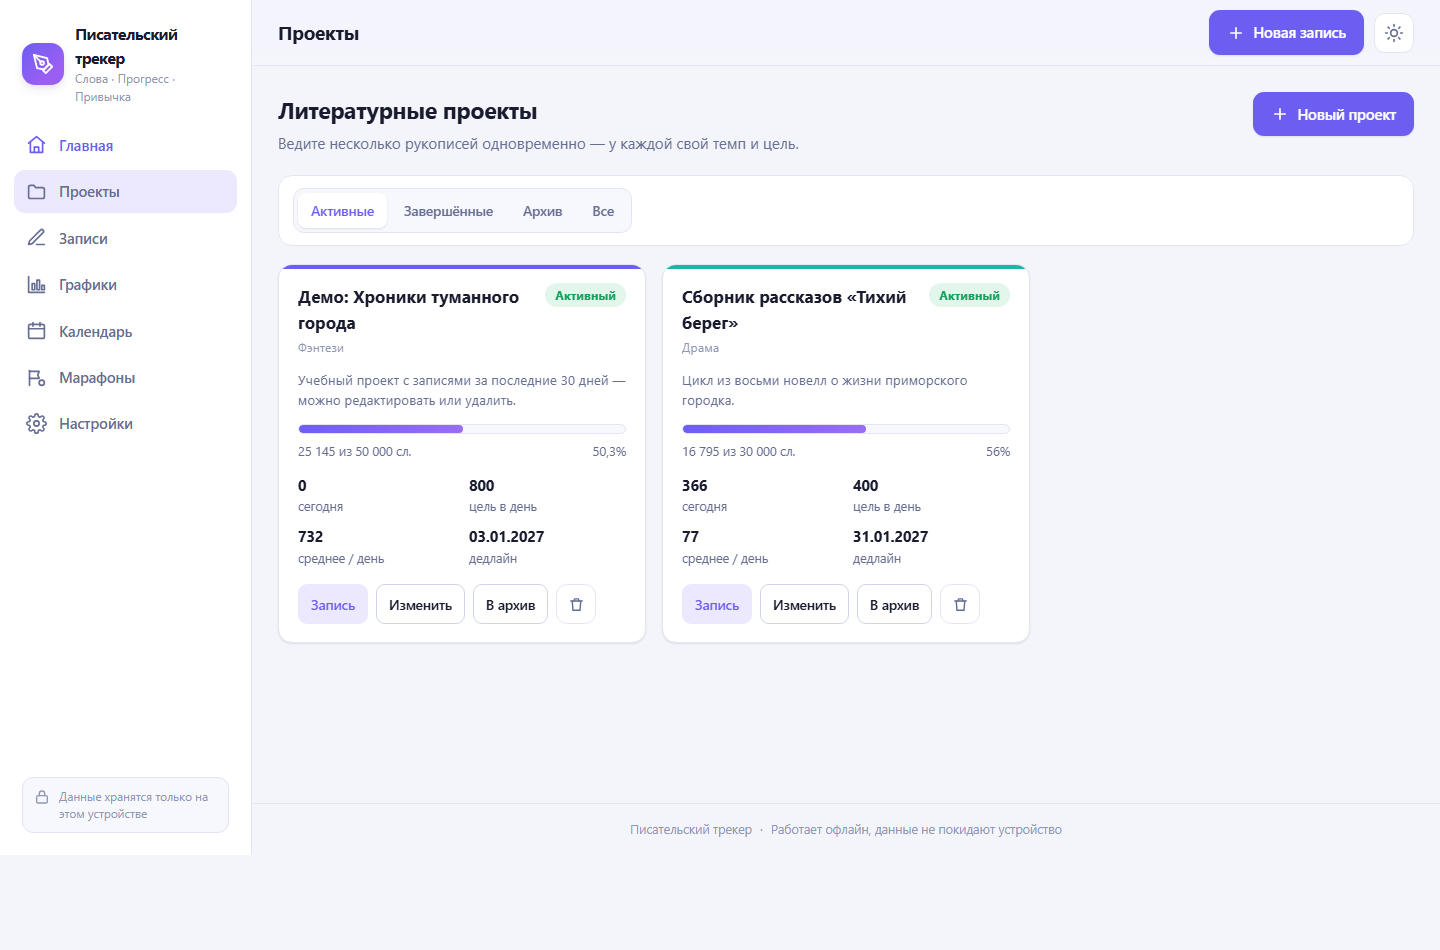 Писательский
трекер
Слова · Прогресс ·
Привычка
Главная
Проекты
Записи
Графики
Календарь
Марафоны
Настройки
Данные хранятся только на
этом устройстве
Проекты
Новая запись
Литературные проекты
Ведите несколько рукописей одновременно — у каждой свой темп и цель.
Новый проект
Активные Завершённые Архив Все
Демо: Хроники туманного
города
Активный
Фэнтези
Учебный проект с записями за последние 30 дней —
можно редактировать или удалить.
25 145 из 50 000 сл. 50,3%
0 800
сегодня цель в день
732 03.01.2027
среднее / день дедлайн
Запись Изменить В архив
Сборник рассказов «Тихий
берег»
Активный
Драма
Цикл из восьми новелл о жизни приморского
городка.
16 795 из 30 000 сл. 56%
366 400
сегодня цель в день
77 31.01.2027
среднее / день дедлайн
Запись Изменить В архив
Писательский трекер · Работает офлайн, данные не покидают устройство